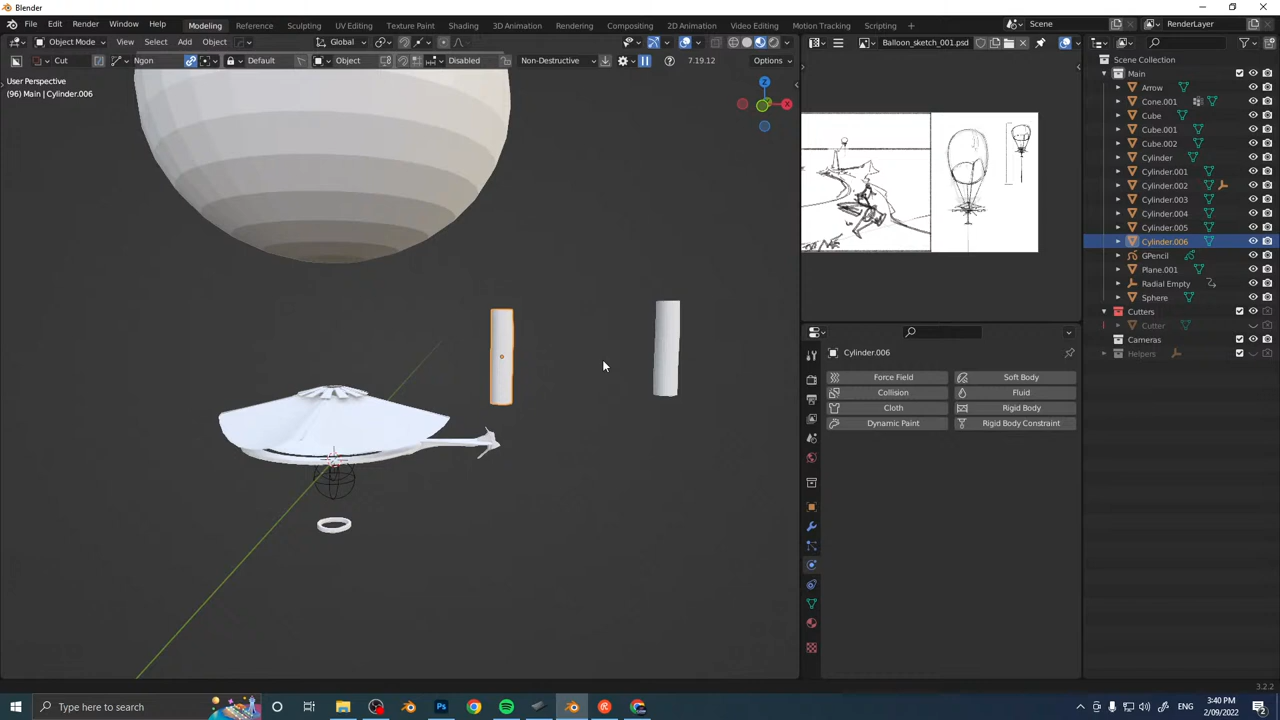 Blender
File Edit Render Window Help
Modeling Reference Sculpting UV Editing Texture Paint Shading 3D Animation Rendering Compositing 2D Animation Video Editing Motion Tracking Scripting +
Scene RenderLayer
Object Mode View Select Add Object Global
Balloon_sketch_001.psd
Cut Ngon Default Object Disabled Non-Destructive 7.19.12 Options
User Perspective
(96) Main | Cylinder.006
Z
X
Scene Collection
Main
Arrow
Cone.001
Cube
Cube.001
Cube.002
Cylinder
Cylinder.001
Cylinder.002
Cylinder.003
Cylinder.004
Cylinder.005
Cylinder.006
GPencil
Plane.001
Radial Empty
Sphere
Cutters
Cutter
Cameras
Helpers
Cylinder.006
Force Field Soft Body
Collision Fluid
Cloth Rigid Body
Dynamic Paint Rigid Body Constraint
3.2.2
Type here to search
ENG
3:40 PM
2/09/2022